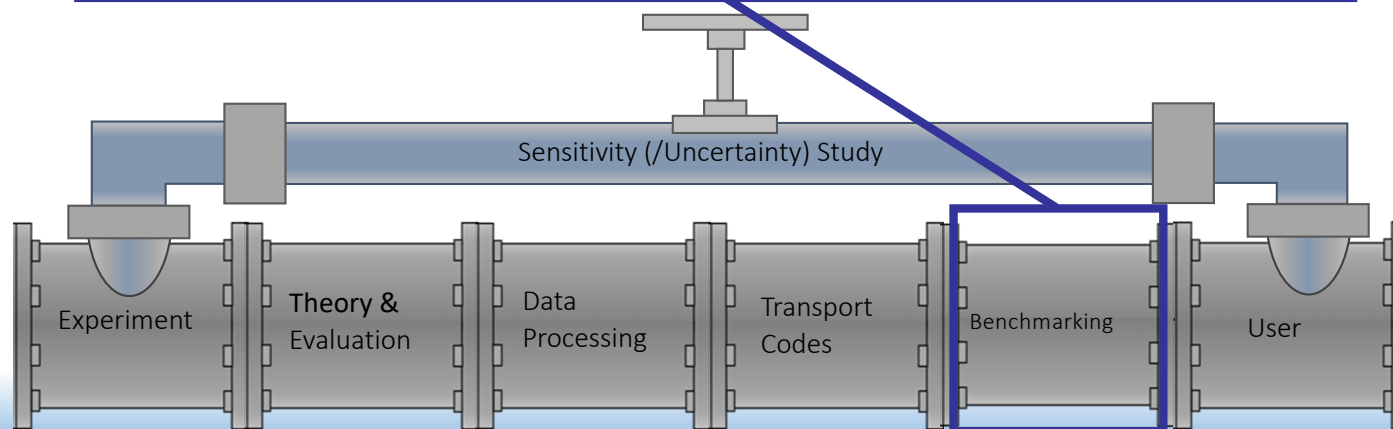 Sensitivity (/Uncertainty) Study
Experiment
Theory &
Evaluation
Data
Processing
Transport
Codes
Benchmarking
User